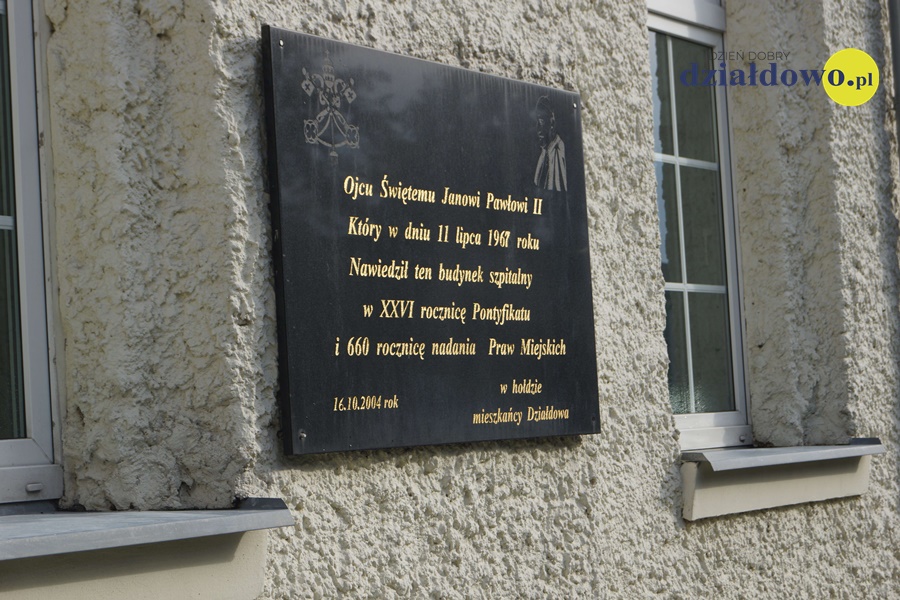 DZIEŃ DOBRY
działdowo.pl
Ojcu Świętemu Janowi Pawłowi II
Który w dniu 11 lipca 1967 roku
Nawiedził ten budynek szpitalny
w XXVI rocznicę Pontyfikatu
i 660 rocznicę nadania Praw Miejskich
w hołdzie
16.10.2004 rok
mieszkańcy Działdowa